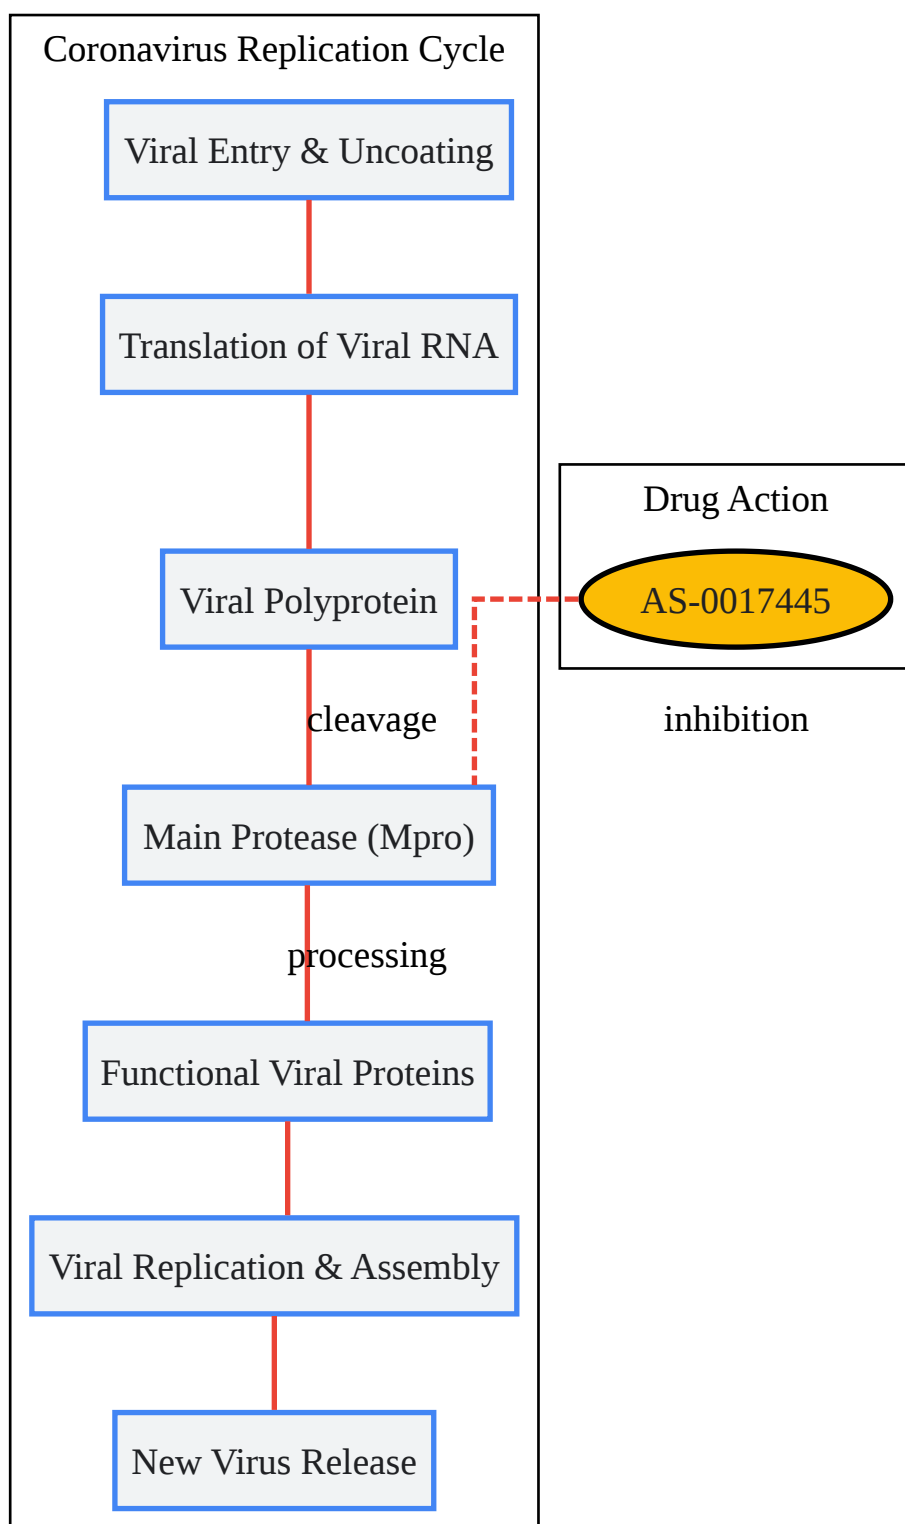 Coronavirus Replication Cycle
Viral Entry & Uncoating
Translation of Viral RNA
Drug Action
Viral Polyprotein
AS-0017445
cleavage
inhibition
Main Protease (Mpro)
processing
Functional Viral Proteins
Viral Replication & Assembly
New Virus Release